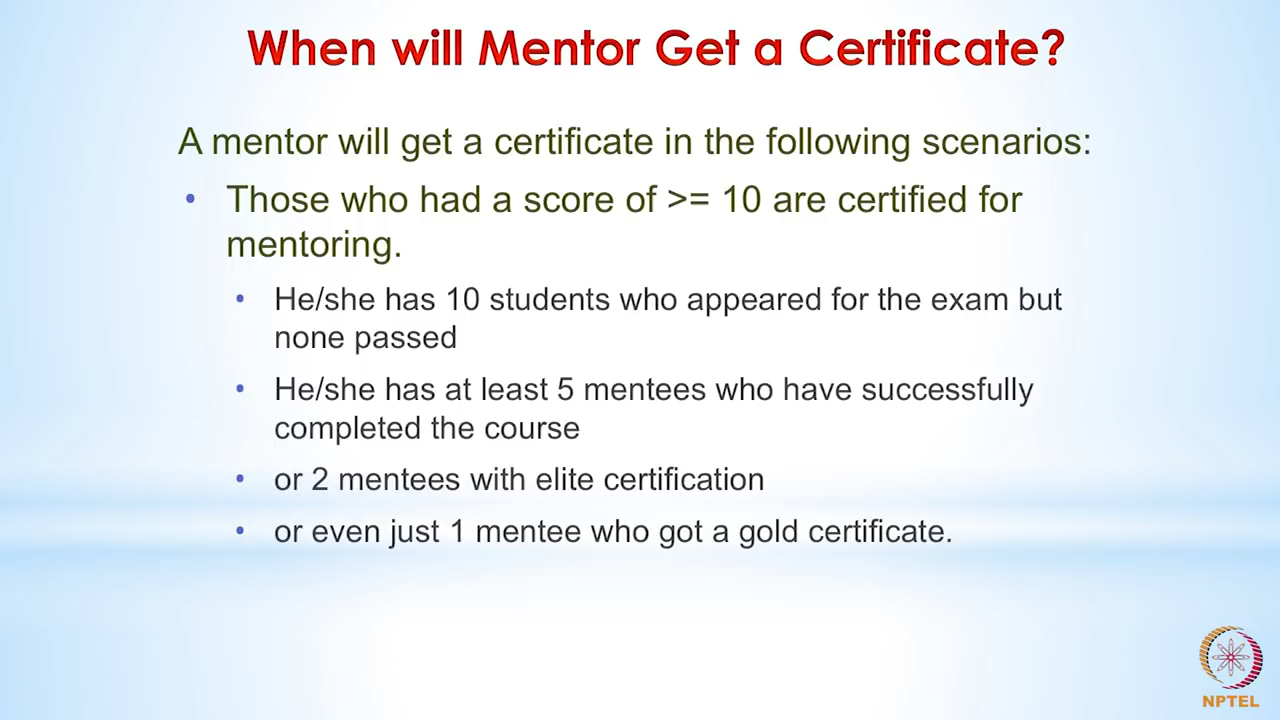 When will Mentor Get a Certificate?
A mentor will get a certificate in the following scenarios:
• Those who had a score of >= 10 are certified for
mentoring.
• He/she has 10 students who appeared for the exam but
none passed
• He/she has at least 5 mentees who have successfully
completed the course
• or 2 mentees with elite certification
• or even just 1 mentee who got a gold certificate.
NPTEL